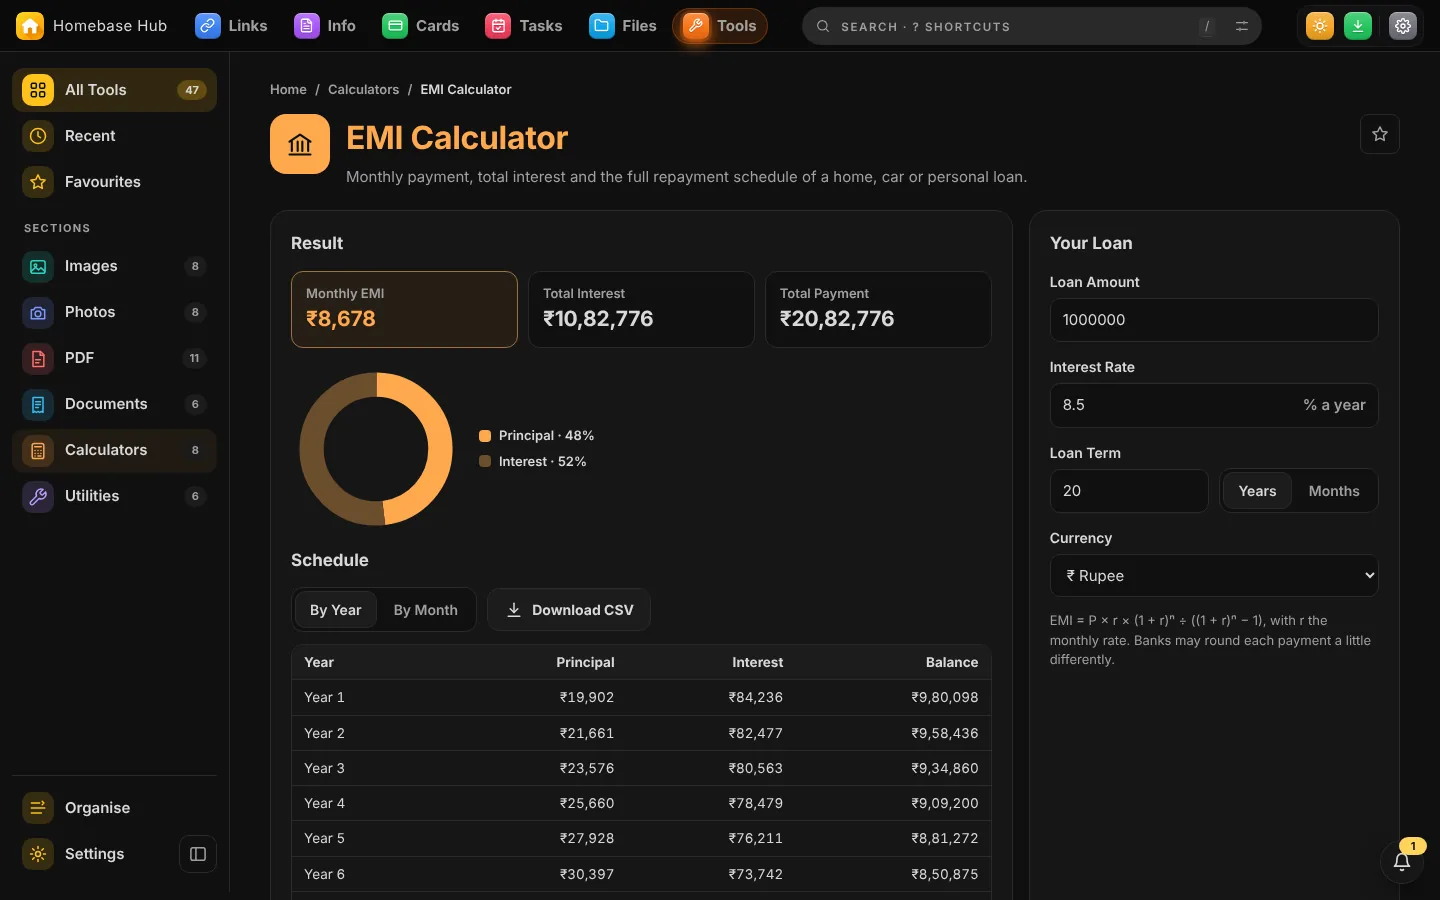 Homebase Hub
Links
Info
Cards
Tasks
Files
Tools
SEARCH · ? SHORTCUTS
/
All Tools 47
Recent
Favourites
SECTIONS
Images 8
Photos 8
PDF 11
Documents 6
Calculators 8
Utilities 6
Organise
Settings
Home / Calculators / EMI Calculator
EMI Calculator
Monthly payment, total interest and the full repayment schedule of a home, car or personal loan.
Result
Monthly EMI
₹8,678
Total Interest
₹10,82,776
Total Payment
₹20,82,776
Principal · 48%
Interest · 52%
Schedule
By Year By Month Download CSV
Year Principal Interest Balance
Year 1 ₹19,902 ₹84,236 ₹9,80,098
Year 2 ₹21,661 ₹82,477 ₹9,58,436
Year 3 ₹23,576 ₹80,563 ₹9,34,860
Year 4 ₹25,660 ₹78,479 ₹9,09,200
Year 5 ₹27,928 ₹76,211 ₹8,81,272
Year 6 ₹30,397 ₹73,742 ₹8,50,875
Your Loan
Loan Amount
1000000
Interest Rate
8.5 % a year
Loan Term
20 Years Months
Currency
₹ Rupee
EMI = P × r × (1 + r)ⁿ ÷ ((1 + r)ⁿ − 1), with r the
monthly rate. Banks may round each payment a little
differently.
1